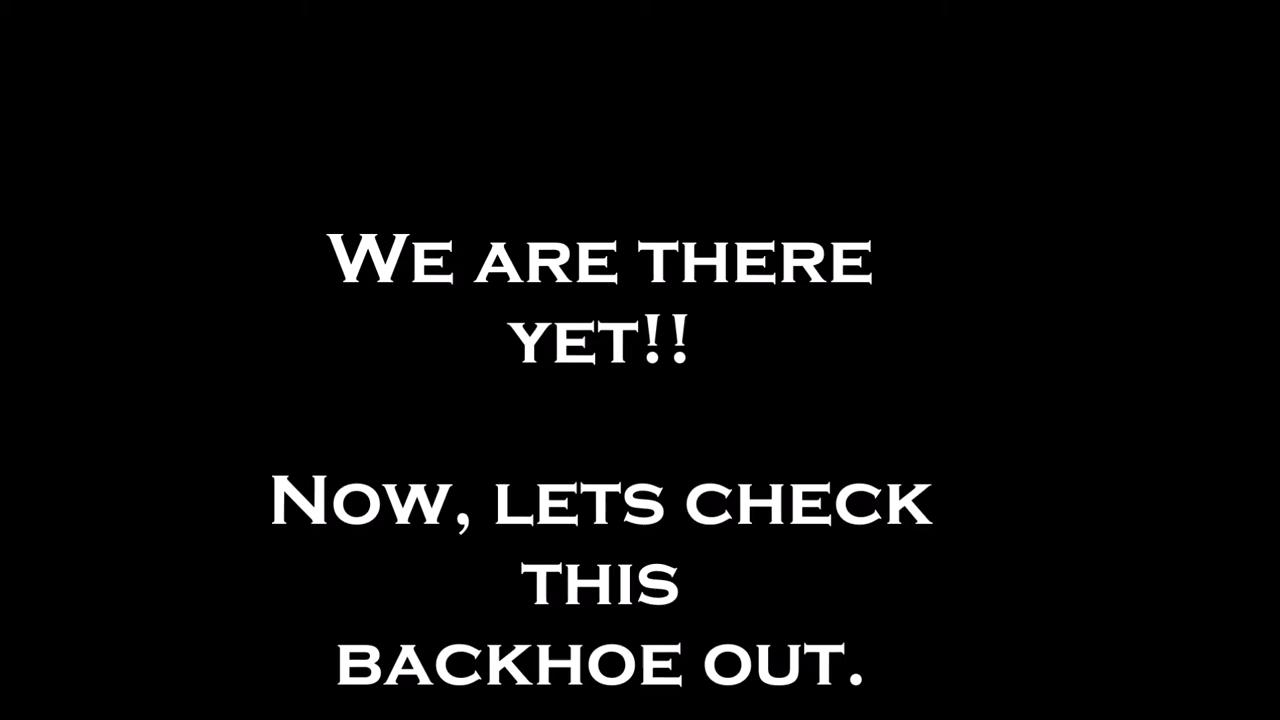 We are there
yet!!
Now, lets check
this
backhoe out.